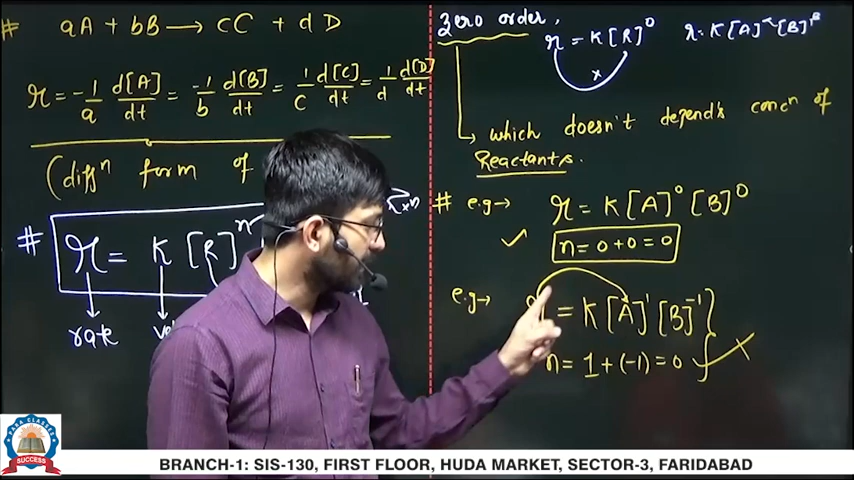 # aA + bB → cC + dD
r = -1/a d[A]/dt = -1/b d[B]/dt = 1/c d[C]/dt = 1/d d[D]/dt
(diffⁿ form of
# r = K [R]ⁿ
rate
Zero order,
r = K[R]⁰
x
r = K[A]^α [B]^β
which doesn't depends concⁿ of
Reactants.
# e.g → r = K[A]⁰ [B]⁰
✓ n = 0+0 = 0
e.g → = K[A]¹ [B]⁻¹
n = 1 + (-1) = 0
PARA CLASSES
SUCCESS
BRANCH-1: SIS-130, FIRST FLOOR, HUDA MARKET, SECTOR-3, FARIDABAD